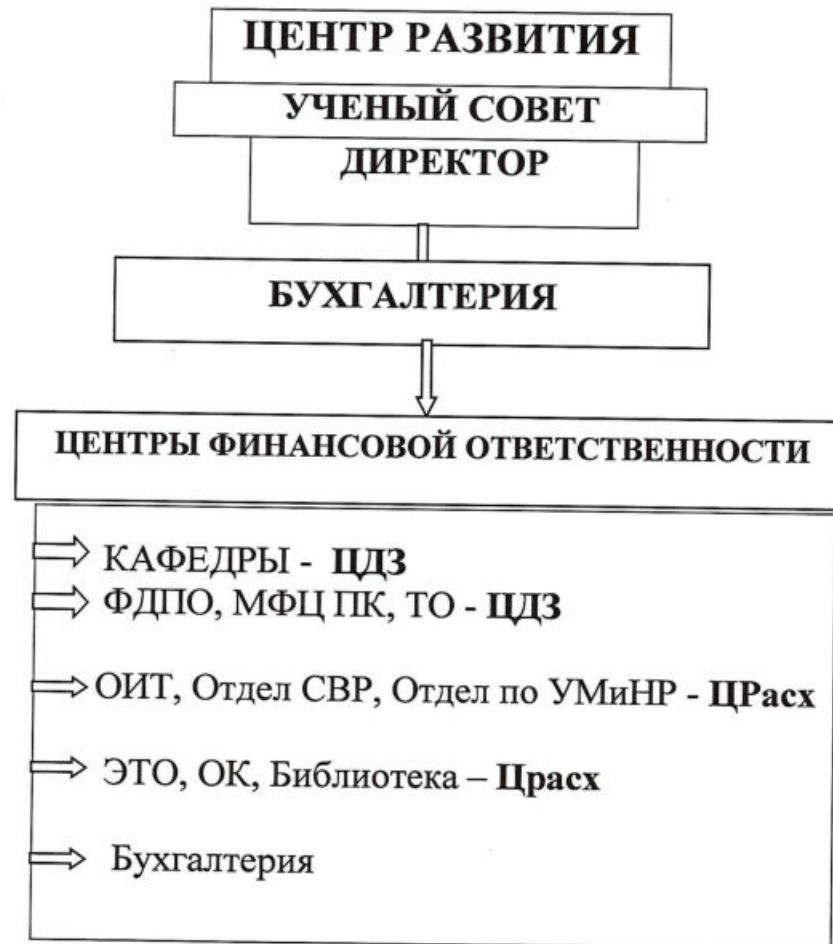 ЦЕНТР РАЗВИТИЯ
УЧЕНЫЙ СОВЕТ
ДИРЕКТОР
БУХГАЛТЕРИЯ
ЦЕНТРЫ ФИНАНСОВОЙ ОТВЕТСТВЕННОСТИ
КАФЕДРЫ - ЦДЗ
ФДПО, МФЦ ПК, ТО - ЦДЗ
ОИТ, Отдел СВР, Отдел по УМиНР - ЦРасх
ЭТО, ОК, Библиотека – Црасх
Бухгалтерия